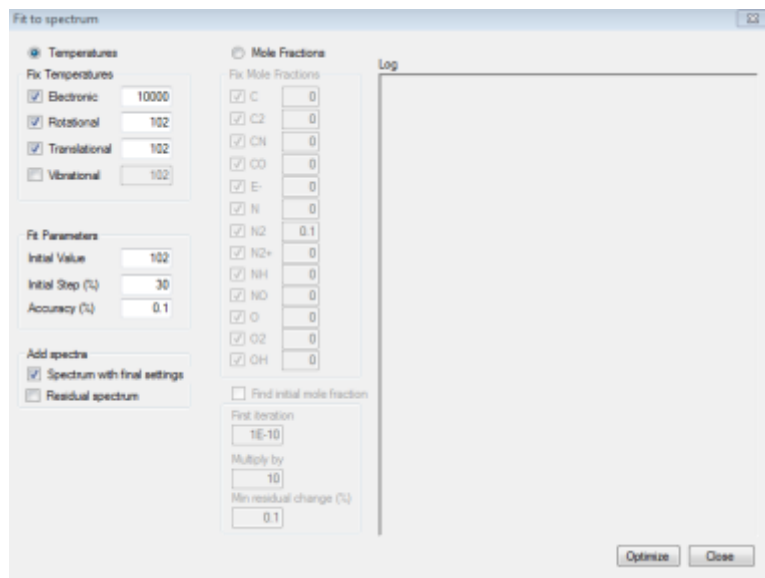 Fit to spectrum
Temperatures
Fix Temperatures
Electronic 10000
Rotational 102
Translational 102
Vibrational 102
Fit Parameters
Initial Value 102
Initial Step (%) 30
Accuracy (%) 0.1
Add spectra
Spectrum with final settings
Residual spectrum
Mole Fractions
Fix Mole Fractions
C 0
C2 0
CN 0
CO 0
E- 0
N 0
N2 0.1
N2+ 0
NH 0
NO 0
O 0
O2 0
OH 0
Find initial mole fraction
First iteration
1E-10
Multiply by
10
Min residual change (%)
0.1
Log
Optimize Close